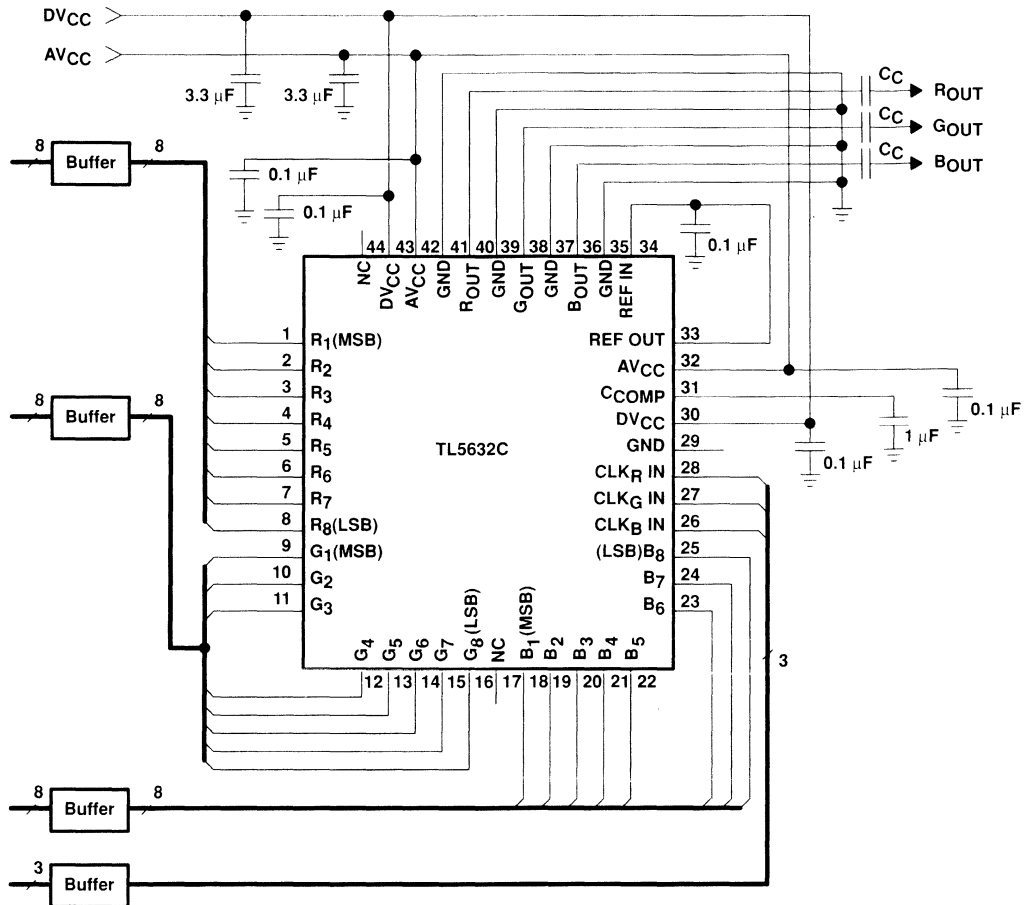 DVCC
AVCC
3.3 µF
3.3 µF
CC
ROUT
CC
GOUT
CC
BOUT
8
Buffer
8
0.1 µF
0.1 µF
0.1 µF
44 43 42 41 40 39 38 37 36 35 34
NC
DVCC
AVCC
GND
ROUT
GND
GOUT
GND
BOUT
GND
REF IN
1 R1(MSB)
2 R2
3 R3
4 R4
5 R5
6 R6
7 R7
8 R8(LSB)
9 G1(MSB)
10 G2
11 G3
8
Buffer
8
TL5632C
REF OUT 33
AVCC 32
CCOMP 31
DVCC 30
GND 29
CLKR IN 28
CLKG IN 27
CLKB IN 26
(LSB)B8 25
B7 24
B6 23
0.1 µF
1 µF
0.1 µF
G4
G5
G6
G7
G8(LSB)
NC
B1(MSB)
B2
B3
B4
B5
12 13 14 15 16 17 18 19 20 21 22
3
8
Buffer
8
3
Buffer